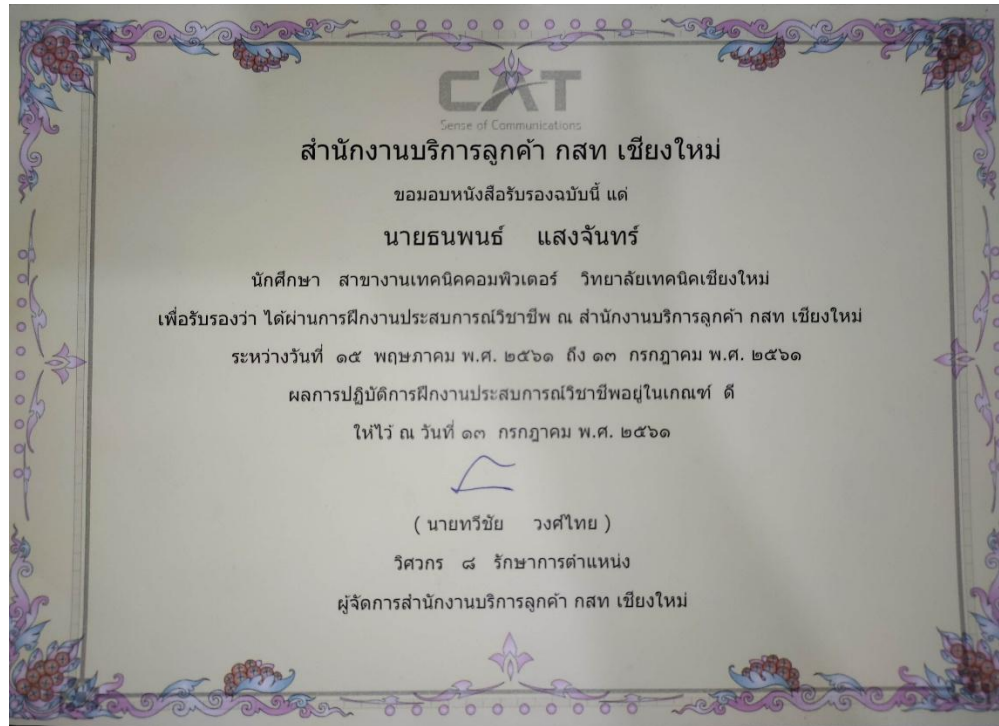 CAT
Sense of Communications
สำนักงานบริการลูกค้า กสท เชียงใหม่
ขอมอบหนังสือรับรองฉบับนี้ แด่
นายธนพนธ์ แสงจันทร์
นักศึกษา สาขางานเทคนิคคอมพิวเตอร์ วิทยาลัยเทคนิคเชียงใหม่
เพื่อรับรองว่า ได้ผ่านการฝึกงานประสบการณ์วิชาชีพ ณ สำนักงานบริการลูกค้า กสท เชียงใหม่
ระหว่างวันที่ ๑๕ พฤษภาคม พ.ศ. ๒๕๖๑ ถึง ๑๓ กรกฎาคม พ.ศ. ๒๕๖๑
ผลการปฏิบัติการฝึกงานประสบการณ์วิชาชีพอยู่ในเกณฑ์ ดี
ให้ไว้ ณ วันที่ ๑๓ กรกฎาคม พ.ศ. ๒๕๖๑
( นายทวีชัย วงศ์ไทย )
วิศวกร ๘ รักษาการตำแหน่ง
ผู้จัดการสำนักงานบริการลูกค้า กสท เชียงใหม่